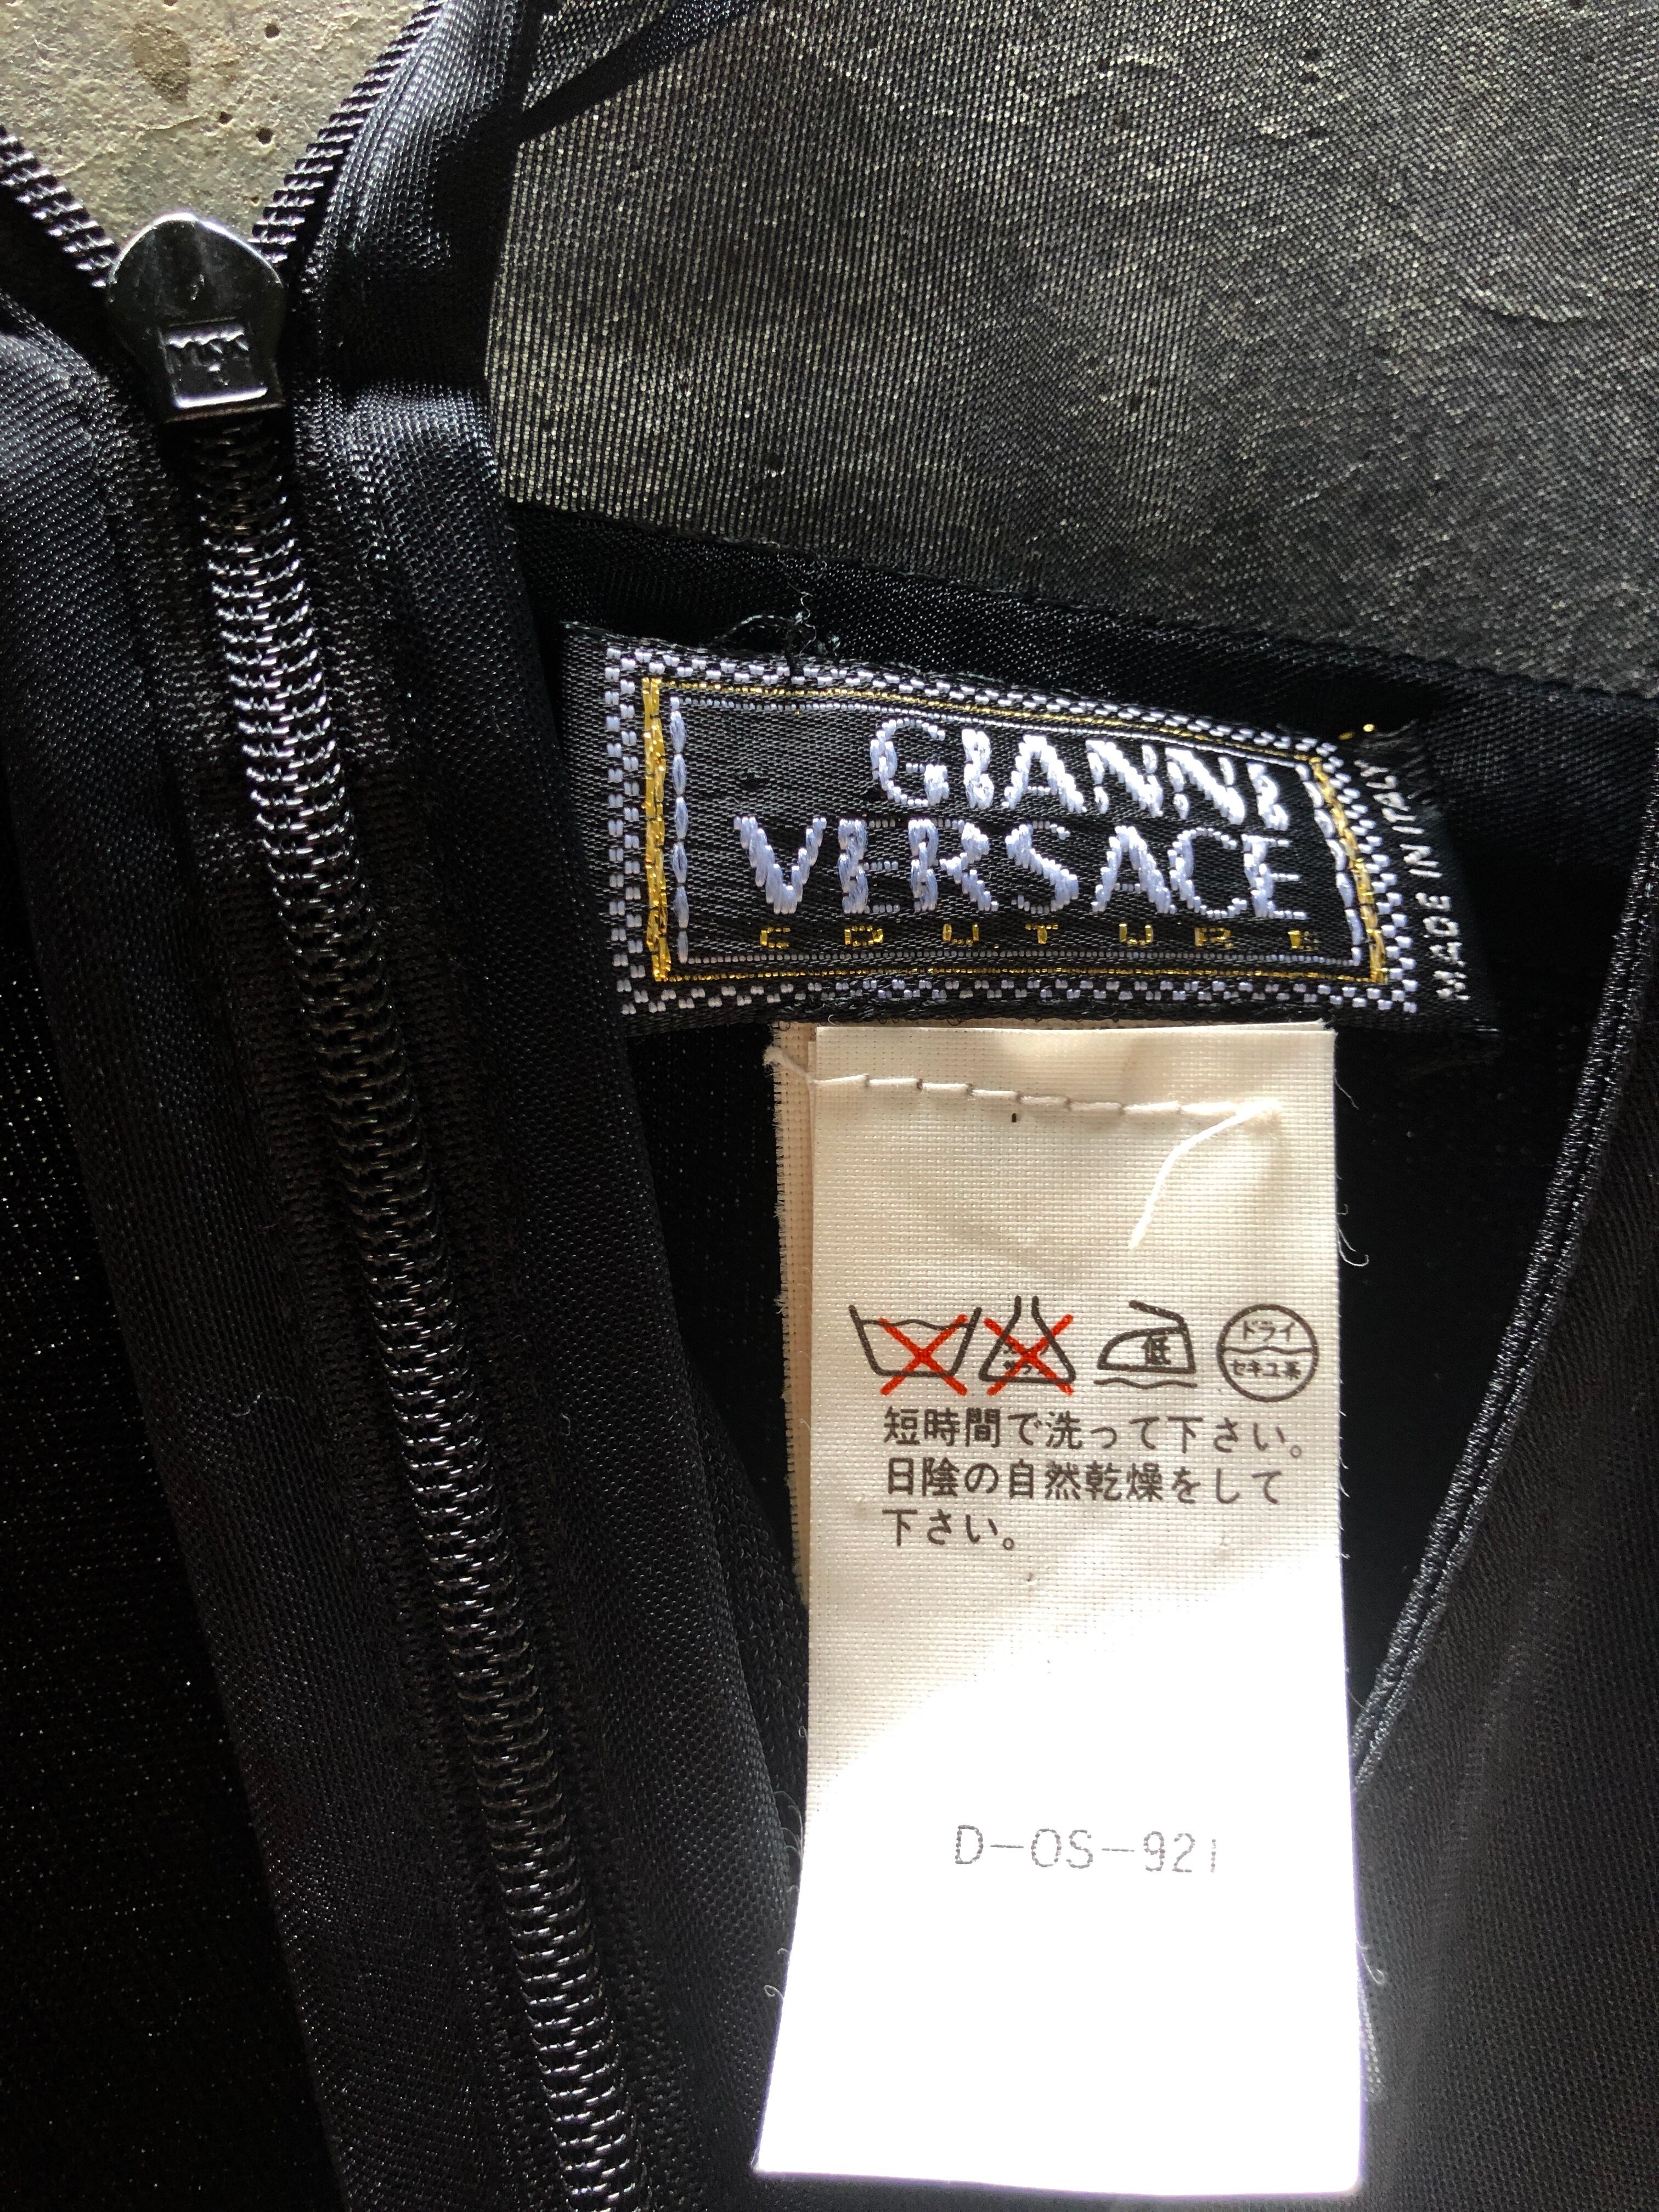 GIANNI
VERSACE
COUTURE
MADE IN ITALY
低
ドライ
セキユ系
短時間で洗って下さい。
日陰の自然乾燥をして
下さい。
D-OS-921